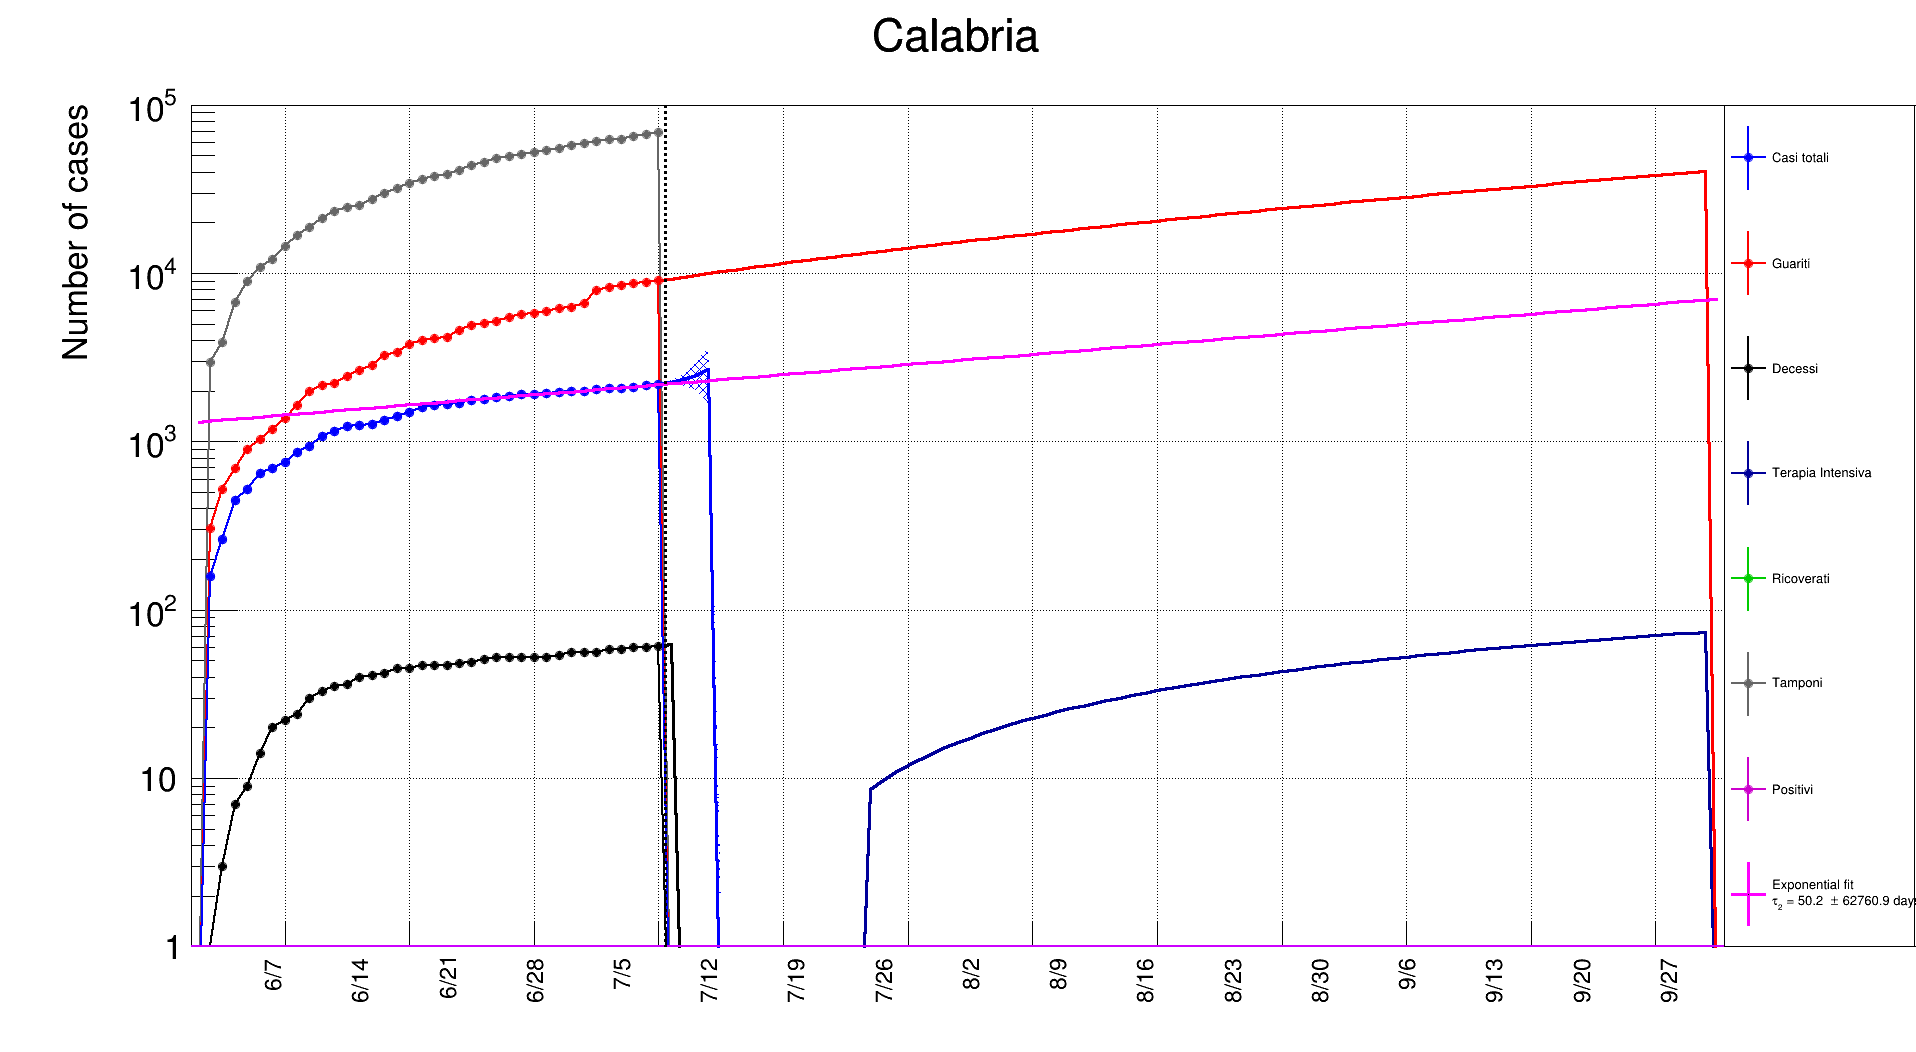 Calabria
Number of cases
10^5
10^4
10^3
10^2
10
1
6/7
6/14
6/21
6/28
7/5
7/12
7/19
7/26
8/2
8/9
8/16
8/23
8/30
9/6
9/13
9/20
9/27
Casi totali
Guariti
Decessi
Terapia Intensiva
Ricoverati
Tamponi
Positivi
Exponential fit
τ_2 = 50.2 ± 62760.9 days